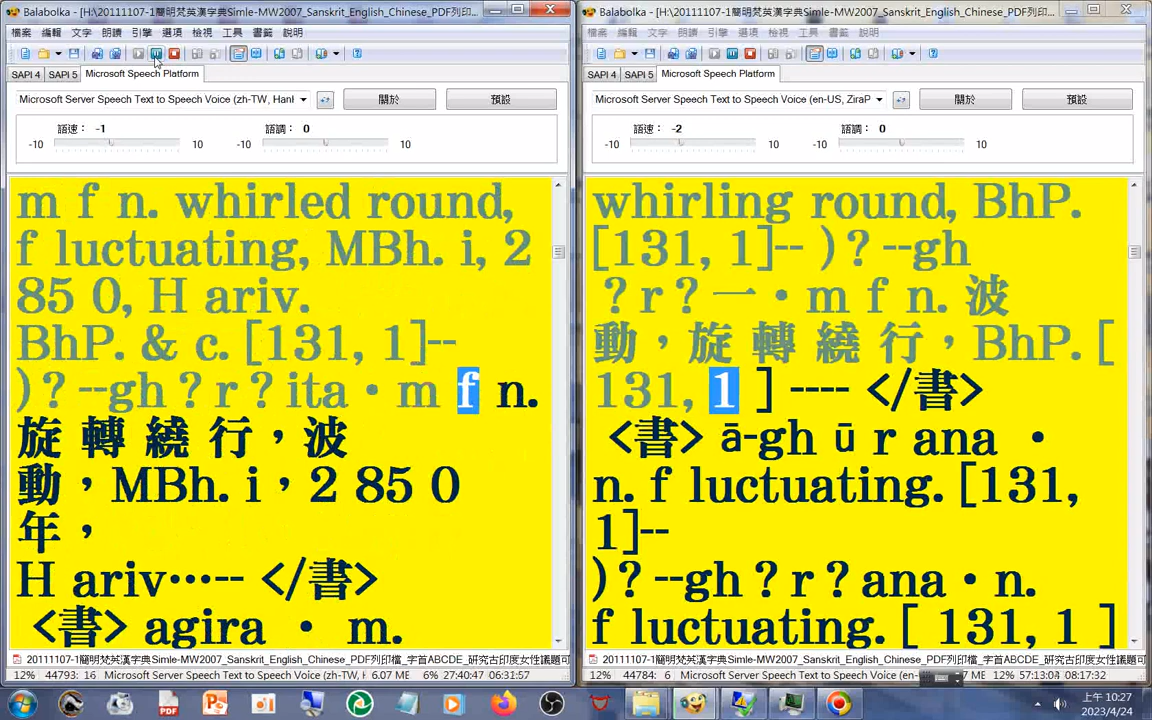 Balabolka - [H:\20111107-1簡明梵英漢字典Simle-MW2007_Sanskrit_English_Chinese_PDF列印...
檔案 編輯 文字 朗讀 引擎 選項 檢視 工具 書籤 說明
SAPI 4 SAPI 5 Microsoft Speech Platform
Microsoft Server Speech Text to Speech Voice (zh-TW, HanH 關於 預設
語速： -1 語調： 0
-10 10 -10 10
m f n. whirled round,
f luctuating, MBh. i, 2
85 0, H ariv.
BhP. & c. [131, 1]--
)？--gh？r？ita・m f n.
旋 轉 繞 行，波
動，MBh. i，2 85 0
年，
H ariv…-- </書>
<書> agira ・ m.
20111107-1簡明梵英漢字典Simle-MW2007_Sanskrit_English_Chinese_PDF列印檔_字首ABCDE_研究古印度女性議題可
12% 44793: 16 Microsoft Server Speech Text to Speech Voice (zh-TW, H 6.07 MB 6% 27:40:47 06:31:57
Balabolka - [H:\20111107-1簡明梵英漢字典Simle-MW2007_Sanskrit_English_Chinese_PDF列印...
檔案 編輯 文字 朗讀 引擎 選項 檢視 工具 書籤 說明
SAPI 4 SAPI 5 Microsoft Speech Platform
Microsoft Server Speech Text to Speech Voice (en-US, ZiraP 關於 預設
語速： -2 語調： 0
-10 10 -10 10
whirling round, BhP.
[131, 1]-- )？--gh
？r？一・m f n. 波
動，旋 轉 繞 行，BhP. [
131, 1 ] ---- </書>
<書> ā-gh ū r ana ・
n. f luctuating. [131,
1]--
)？--gh？r？ana・n.
f luctuating. [ 131, 1 ]
20111107-1簡明梵英漢字典Simle-MW2007_Sanskrit_English_Chinese_PDF列印檔_字首ABCDE_研究古印度女性議題可
12% 44784: 6 Microsoft Server Speech Text to Speech Voice (en-U 12% 57:13:04 08:17:32
上午 10:27
2023/4/24